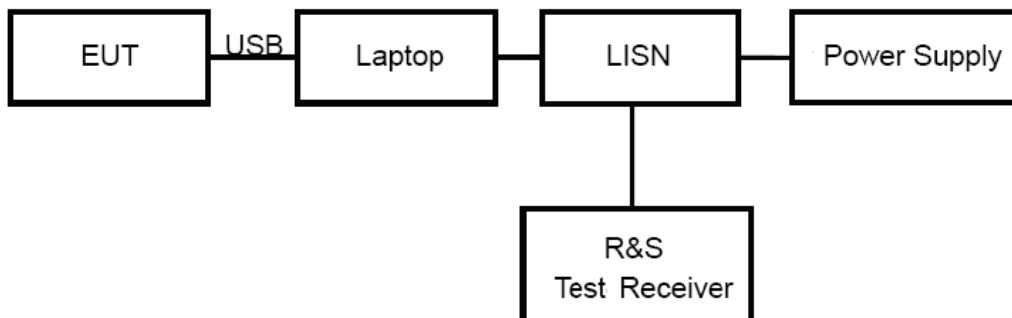 EUT
USB
Laptop
LISN
Power Supply
R&S
Test Receiver